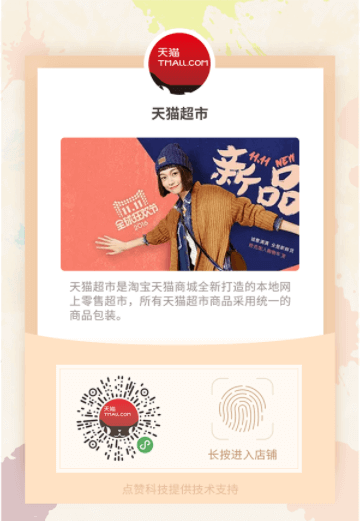 天猫
TMALL.COM
天猫超市
11.11 NEW
新品
11.11
全球狂欢节
2016
天猫超市是淘宝天猫商城全新打造的本地网
上零售超市，所有天猫超市商品采用统一的
商品包装。
天猫
TMALL.COM
长按进入店铺
点赞科技提供技术支持